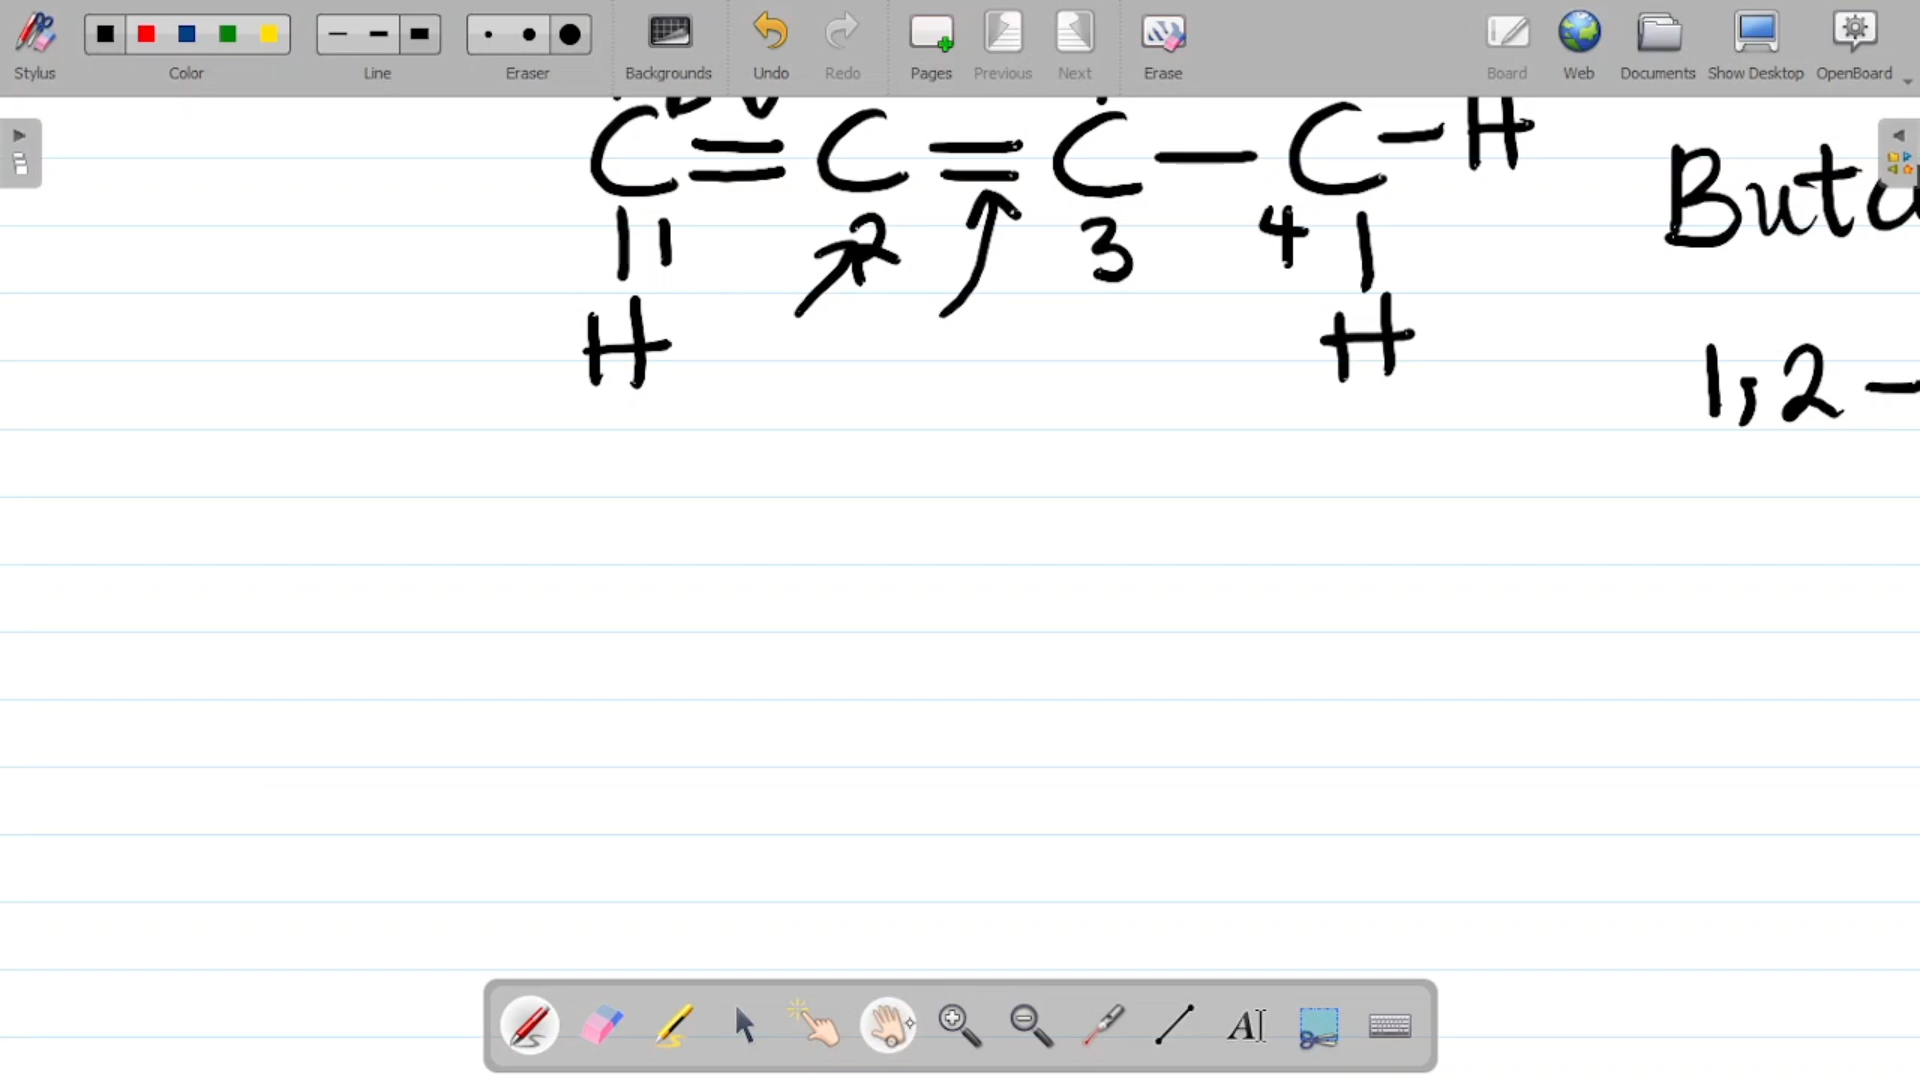 Stylus Color Line Eraser Backgrounds Undo Redo Pages Previous Next Erase Board Web Documents Show Desktop OpenBoard
C = C = C — C — H
1 2 3 4
H H
1,2 -